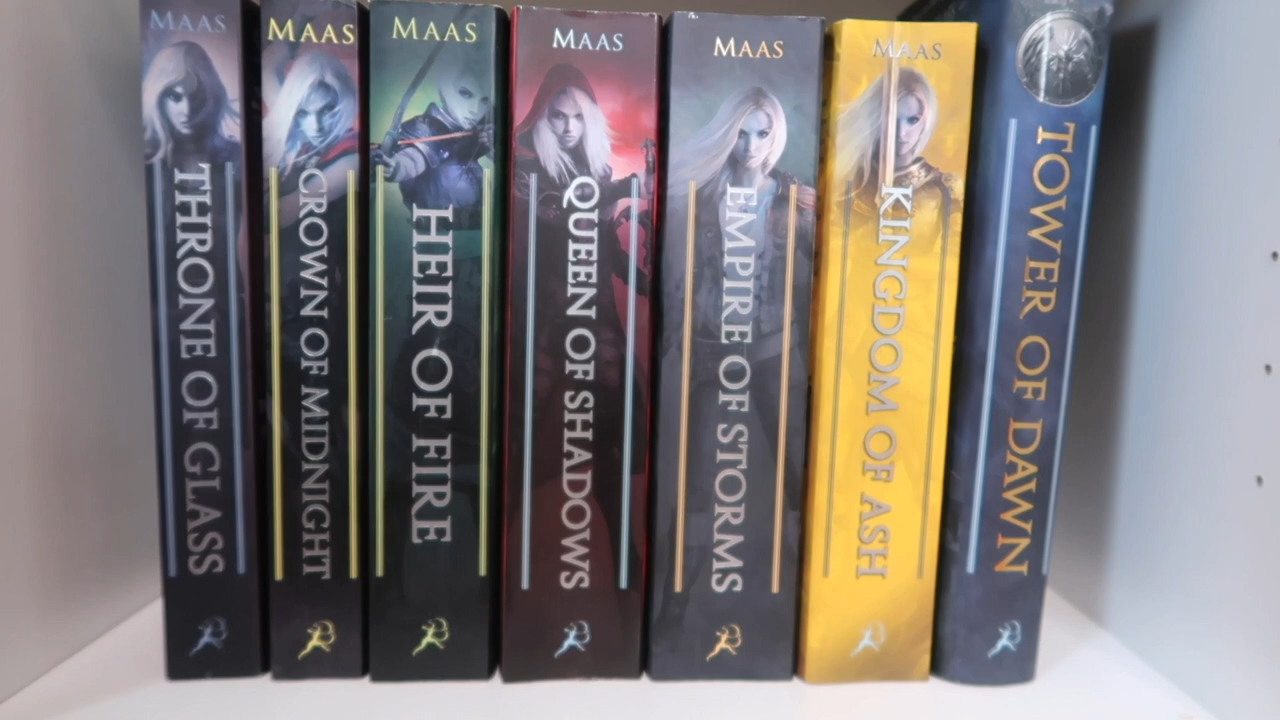 MAAS
THRONE OF GLASS
MAAS
CROWN OF MIDNIGHT
MAAS
HEIR OF FIRE
MAAS
QUEEN OF SHADOWS
MAAS
EMPIRE OF STORMS
MAAS
KINGDOM OF ASH
TOWER OF DAWN